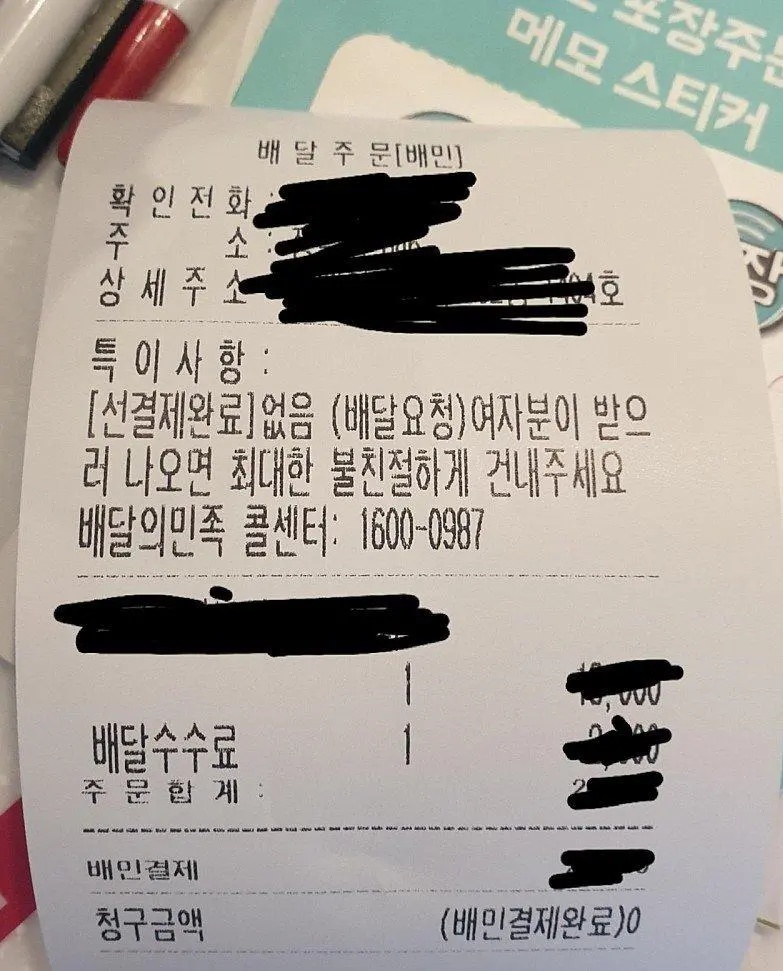 포장주문
메모 스티커
장
배달주문[배민]
확인전화 :
주 소 :
상세주소 호
특이사항 :
[선결제완료]없음 (배달요청)여자분이 받으
러 나오면 최대한 불친절하게 건내주세요
배달의민족 콜센터: 1600-0987
1
배달수수료 1
주문합계 : 2
배민결제
청구금액 (배민결제완료)0